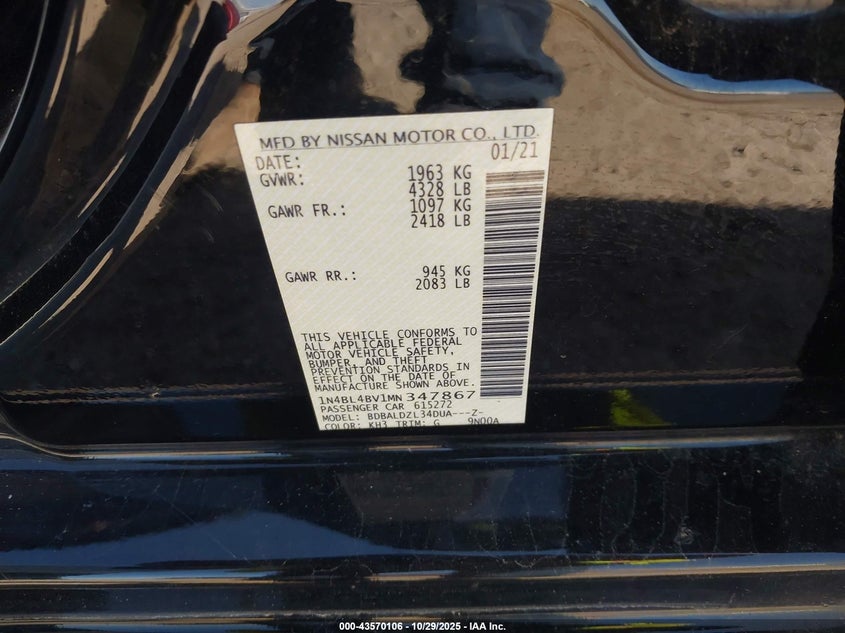 MFD BY NISSAN MOTOR CO., LTD.
DATE: 01/21
GVWR: 1963 KG
4328 LB
GAWR FR.: 1097 KG
2418 LB
GAWR RR.: 945 KG
2083 LB
THIS VEHICLE CONFORMS TO
ALL APPLICABLE FEDERAL
MOTOR VEHICLE SAFETY,
BUMPER, AND THEFT
PREVENTION STANDARDS IN
EFFECT ON THE DATE OF
MANUFACTURE SHOWN ABOVE.
1N4BL4BV1MN347867
PASSENGER CAR 615272
MODEL: BDBALDZL34DUA---Z-
COLOR: KH3 TRIM: G 9N00A
000-43570106 - 10/29/2025 - IAA Inc.